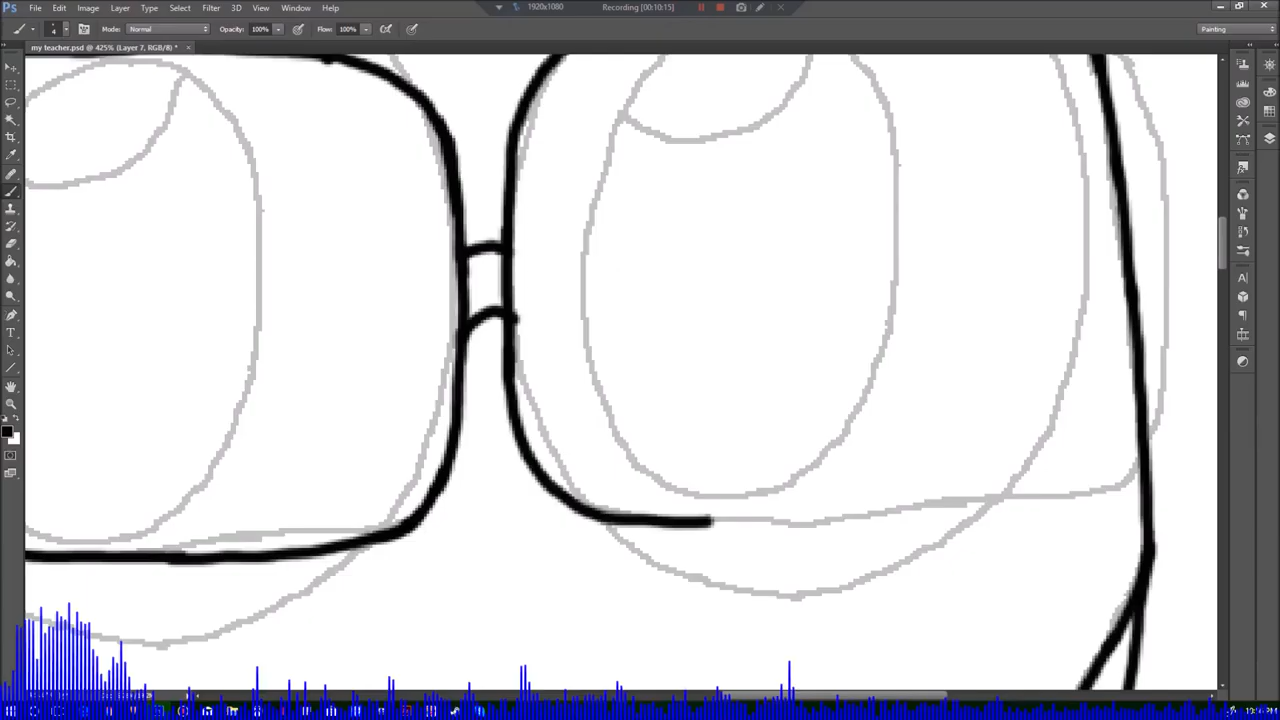 1920x1080
Recording [00:10:15]
Ps File Edit Image Layer Type Select Filter 3D View Window Help
4 Mode: Normal Opacity: 100% Flow: 100% Painting
my teacher.psd @ 425% (Layer 7, RGB/8) * ×